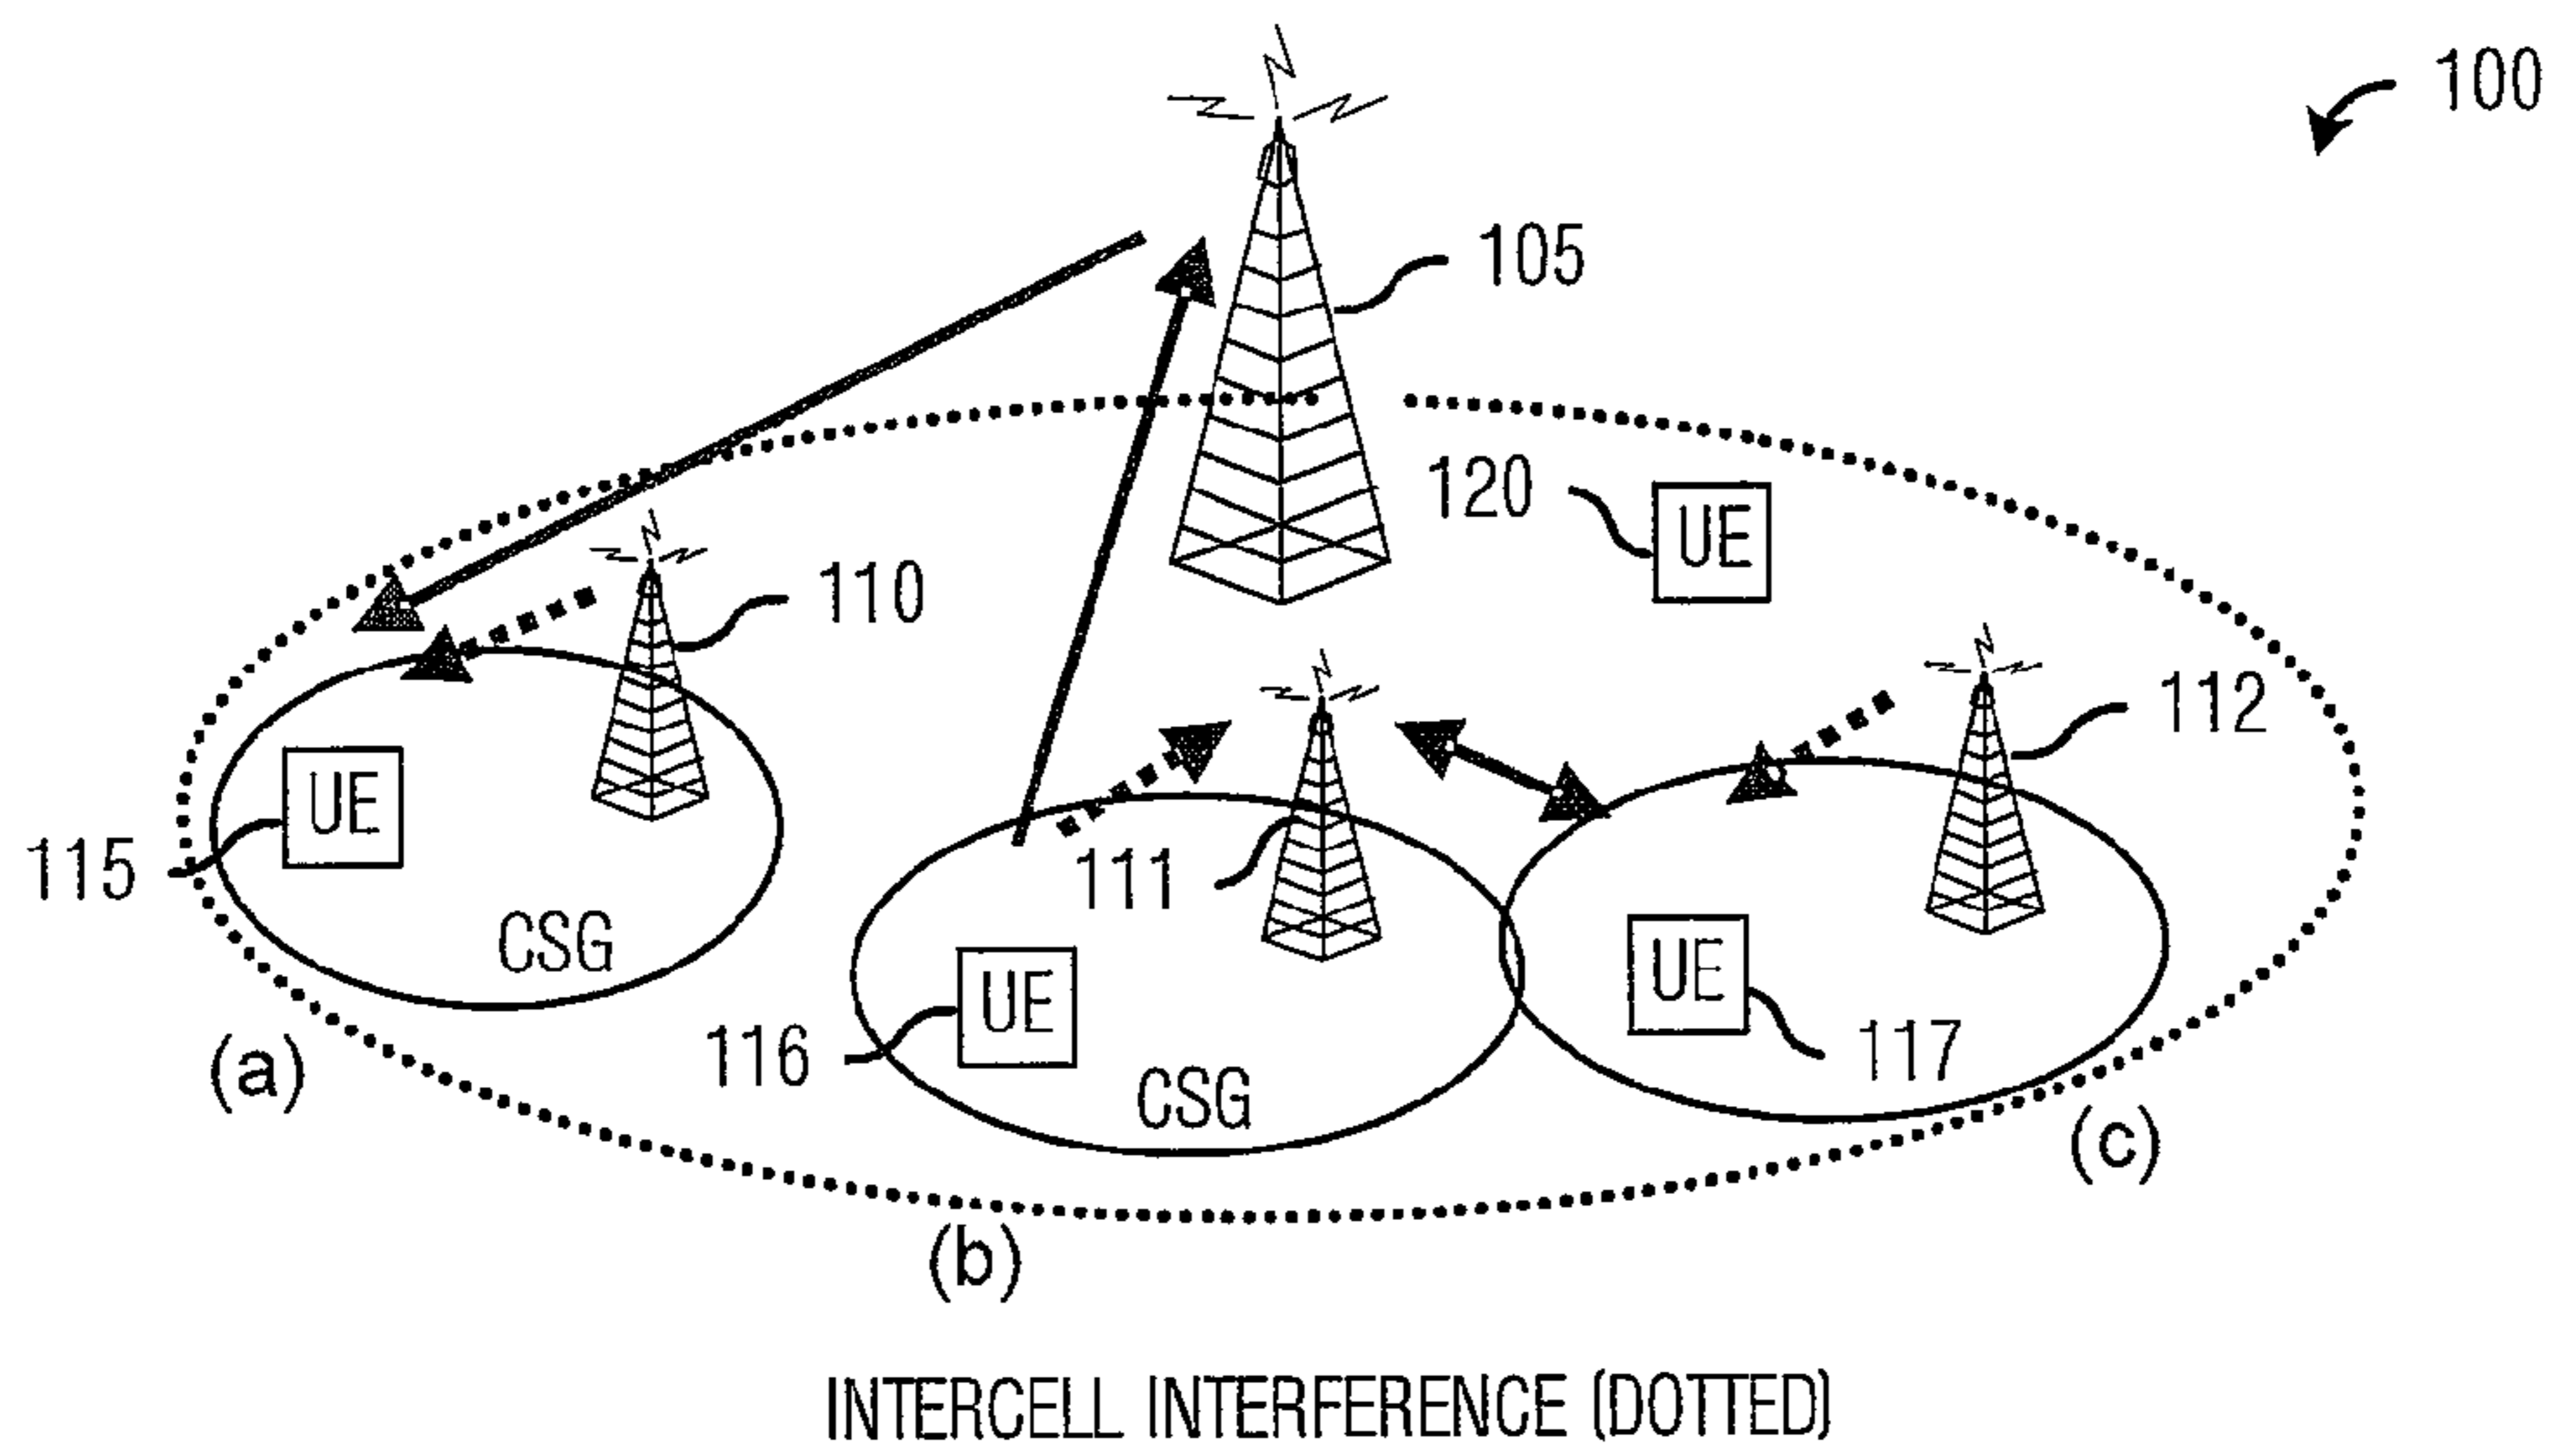 100
105
120
UE
110
112
UE
115
111
CSG
UE
UE
116
117
(a)
CSG
(c)
(b)
INTERCELL INTERFERENCE (DOTTED)